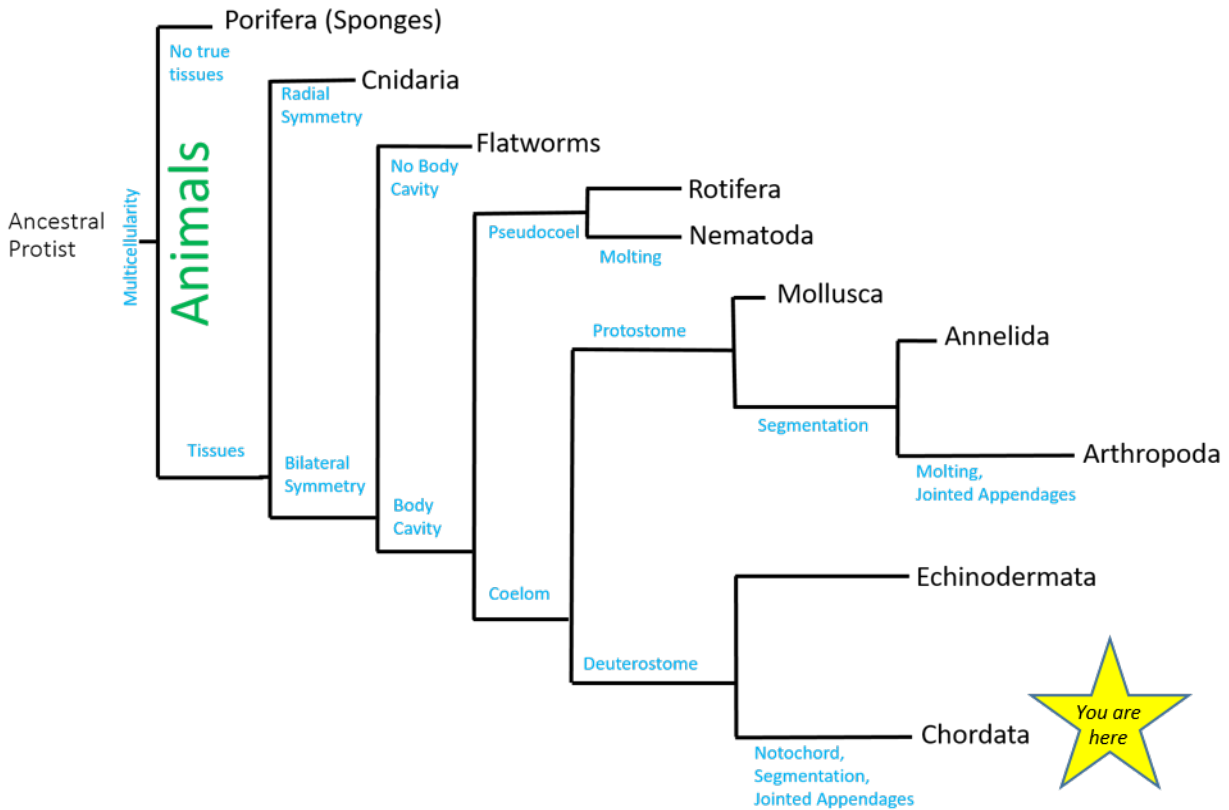 Porifera (Sponges)
No true
tissues
Cnidaria
Radial
Symmetry
Flatworms
No Body
Cavity
Rotifera
Pseudocoel
Nematoda
Molting
Ancestral
Protist
Multicellularity
Animals
Mollusca
Protostome
Annelida
Segmentation
Arthropoda
Molting,
Jointed Appendages
Tissues
Bilateral
Symmetry
Body
Cavity
Coelom
Echinodermata
Deuterostome
Chordata
Notochord,
Segmentation,
Jointed Appendages
You are
here